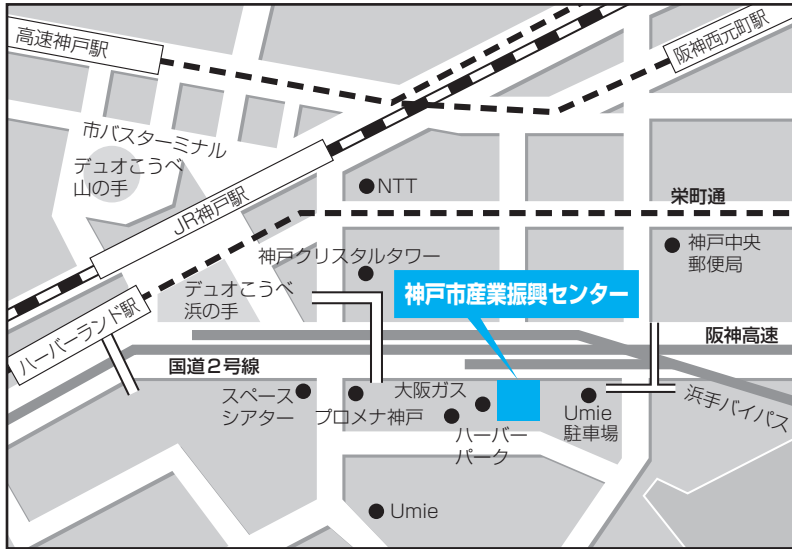 高速神戸駅
阪神西元町駅
市バスターミナル
デュオこうべ
山の手
JR神戸駅
NTT
栄町通
神戸中央
郵便局
神戸クリスタルタワー
デュオこうべ
浜の手
神戸市産業振興センター
ハーバーランド駅
阪神高速
国道2号線
スペース
シアター
プロメナ神戸
大阪ガス
ハーバー
パーク
Umie
駐車場
浜手バイパス
Umie